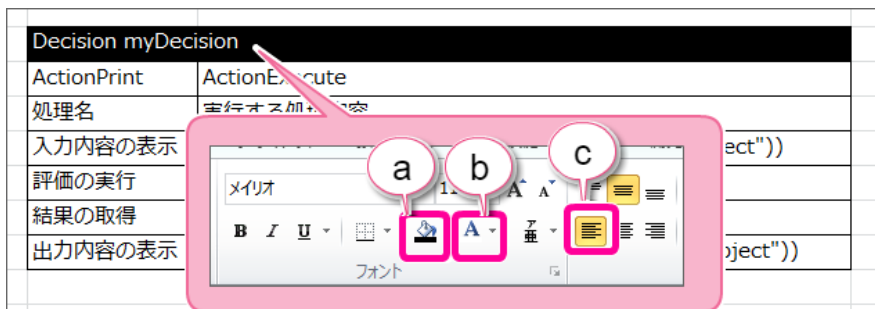 Decision myDecision
ActionPrint ActionExecute
処理名 実行する処理内容
入力内容の表示 ject"))
評価の実行
結果の取得
出力内容の表示 bject"))
a b c
メイリオ 11 A A
B I U A 亜
フォント